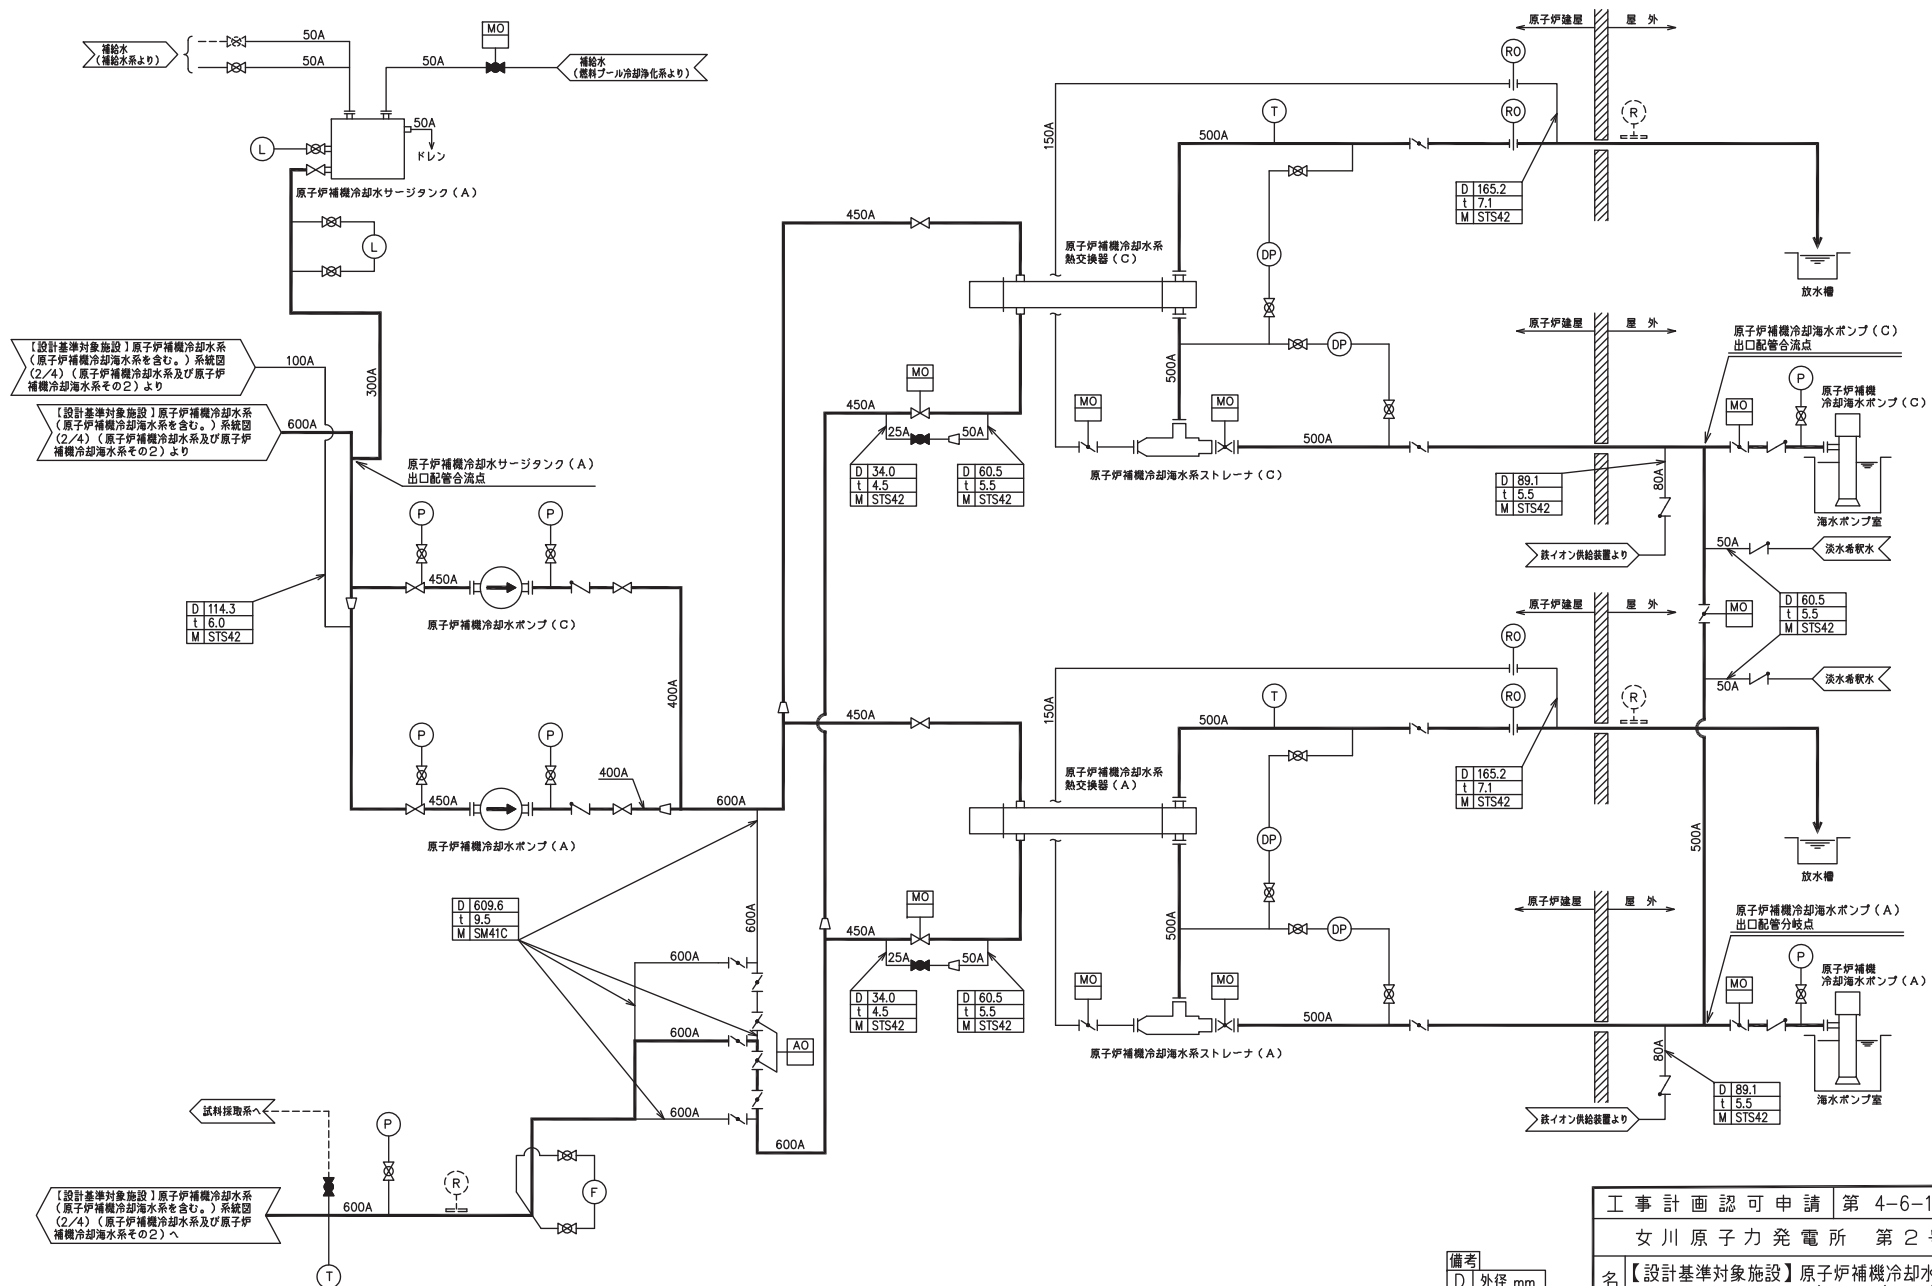 補給水
(補給水系より)
50A
50A
50A
MO
補給水
(燃料プール冷却浄化系より)
50A
ドレン
L
原子炉補機冷却水サージタンク(A)
L
300A
【設計基準対象施設】原子炉補機冷却水系
(原子炉補機冷却海水系を含む。)系統図
(2/4)(原子炉補機冷却水系及び原子炉
補機冷却海水系その2)より
100A
【設計基準対象施設】原子炉補機冷却水系
(原子炉補機冷却海水系を含む。)系統図
(2/4)(原子炉補機冷却水系及び原子炉
補機冷却海水系その2)より
600A
原子炉補機冷却水サージタンク(A)
出口配管合流点
P
P
450A
原子炉補機冷却水ポンプ(C)
D 114.3
t 6.0
M STS42
400A
P
P
450A
400A
600A
原子炉補機冷却水ポンプ(A)
D 609.6
t 9.5
M SM41C
600A
600A
600A
AO
600A
600A
試料採取系へ
P
R
F
T
600A
【設計基準対象施設】原子炉補機冷却水系
(原子炉補機冷却海水系を含む。)系統図
(2/4)(原子炉補機冷却水系及び原子炉
補機冷却海水系その2)へ
450A
MO
450A
25A
50A
D 34.0
t 4.5
M STS42
D 60.5
t 5.5
M STS42
450A
MO
450A
25A
50A
D 34.0
t 4.5
M STS42
D 60.5
t 5.5
M STS42
原子炉建屋
屋 外
RO
150A
T
500A
RO
R
D 165.2
t 7.1
M STS42
原子炉補機冷却水系
熱交換器(C)
DP
放水槽
原子炉建屋
屋 外
原子炉補機冷却海水ポンプ(C)
出口配管合流点
DP
500A
MO
MO
500A
原子炉補機冷却海水系ストレーナ(C)
MO
P
原子炉補機
冷却海水ポンプ(C)
D 89.1
t 5.5
M STS42
80A
海水ポンプ室
鉄イオン供給装置より
50A
淡水希釈水
MO
D 60.5
t 5.5
M STS42
50A
淡水希釈水
原子炉建屋
屋 外
RO
150A
T
500A
RO
R
D 165.2
t 7.1
M STS42
原子炉補機冷却水系
熱交換器(A)
DP
500A
放水槽
原子炉建屋
屋 外
原子炉補機冷却海水ポンプ(A)
出口配管分岐点
DP
500A
MO
MO
500A
原子炉補機冷却海水系ストレーナ(A)
MO
P
原子炉補機
冷却海水ポンプ(A)
80A
D 89.1
t 5.5
M STS42
海水ポンプ室
鉄イオン供給装置より
備考
D 外径 mm
工事計画認可申請 第 4-6-1
女川原子力発電所 第2
名
【設計基準対象施設】原子炉補機冷却水